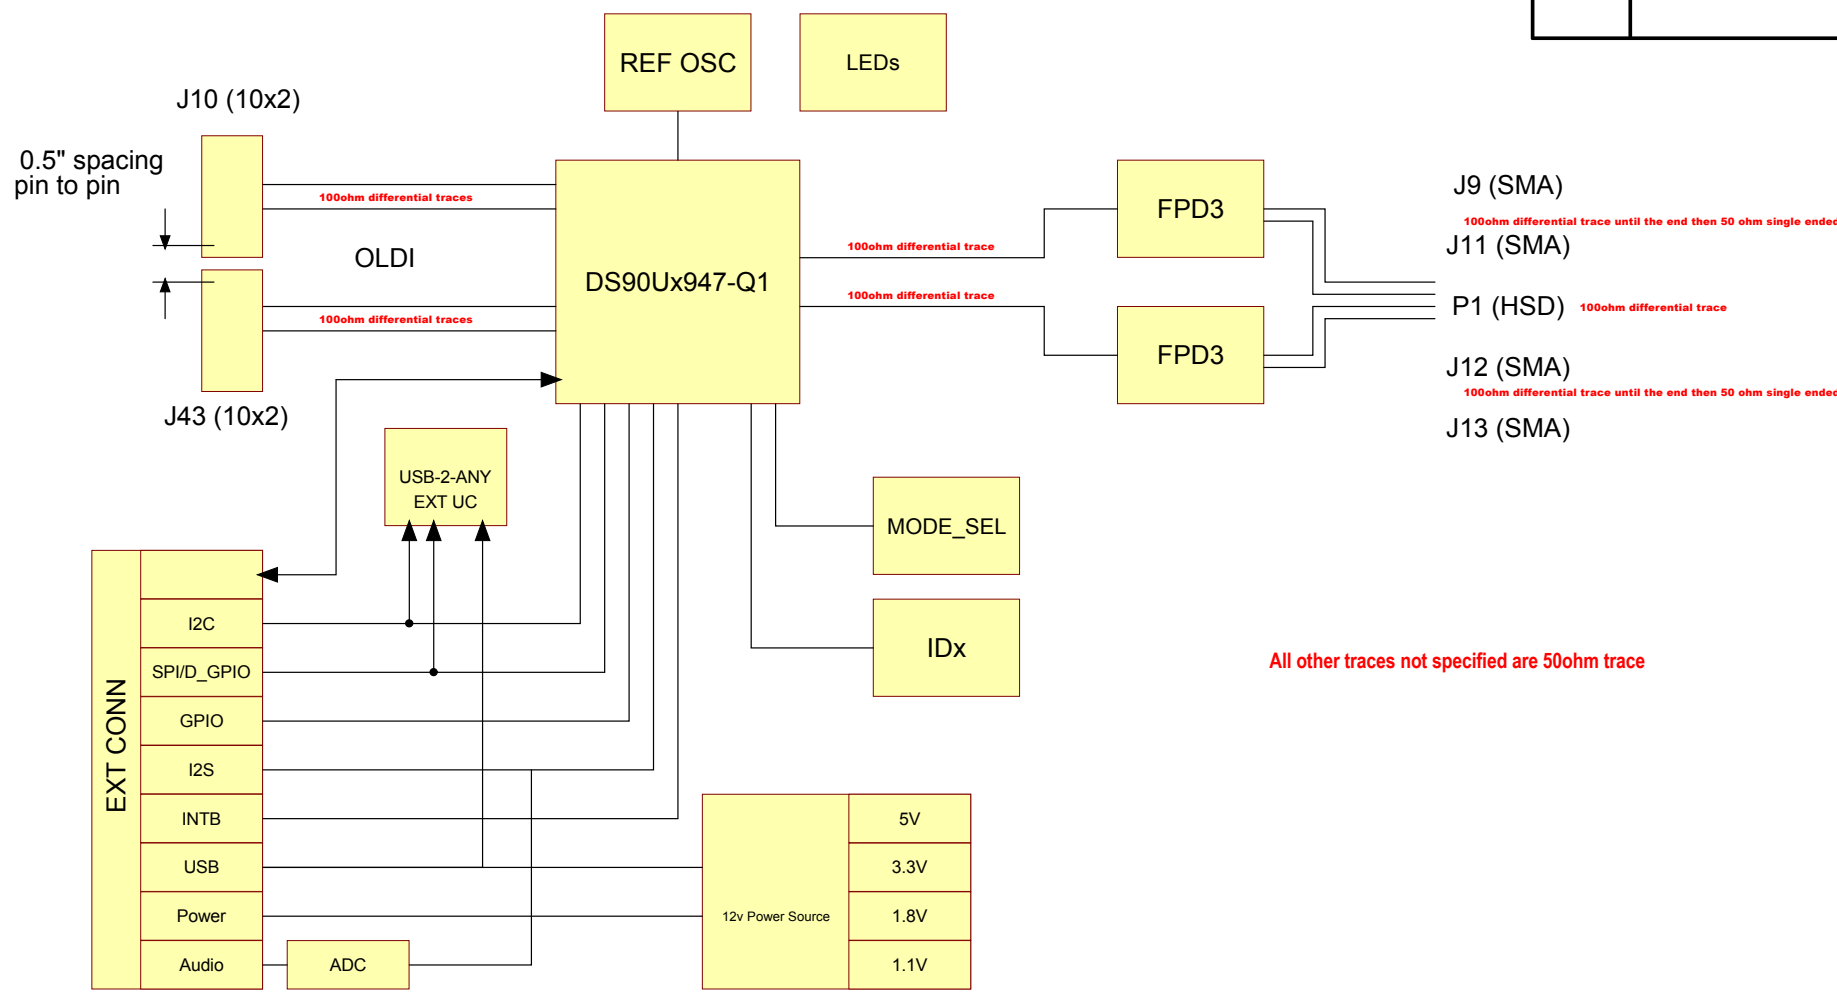 REF OSC
LEDs
J10 (10x2)
0.5" spacing
pin to pin
100ohm differential traces
OLDI
100ohm differential traces
J43 (10x2)
DS90Ux947-Q1
100ohm differential trace
100ohm differential trace
FPD3
FPD3
J9 (SMA)
100ohm differential trace until the end then 50 ohm single ended
J11 (SMA)
P1 (HSD)
100ohm differential trace
J12 (SMA)
100ohm differential trace until the end then 50 ohm single ended
J13 (SMA)
USB-2-ANY
EXT UC
MODE_SEL
IDx
All other traces not specified are 50ohm trace
EXT CONN
I2C
SPI/D_GPIO
GPIO
I2S
INTB
USB
Power
Audio
ADC
12v Power Source
5V
3.3V
1.8V
1.1V